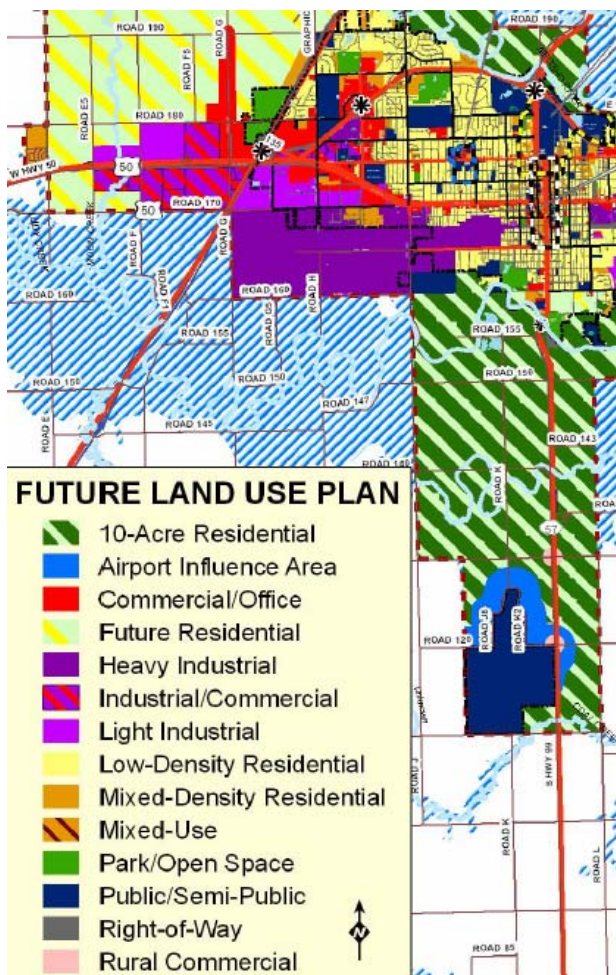 ROAD 190
ROAD G
GRAPHIC
ROAD F5
ROAD 190
ROAD E5
ROAD 180
135
W HWY 50
50
50
ROAD 170
ROAD G
ROAD F
ROAD 160
ROAD H
ROAD 160
ROAD F1
ROAD 155
ROAD G5
ROAD 155
ROAD 150
ROAD 150
ROAD 150
ROAD 147
ROAD E
ROAD 145
ROAD 143
ROAD 140
ROAD K
57
FUTURE LAND USE PLAN
10-Acre Residential
Airport Influence Area
Commercial/Office
Future Residential
Heavy Industrial
Industrial/Commercial
Light Industrial
Low-Density Residential
Mixed-Density Residential
Mixed-Use
Park/Open Space
Public/Semi-Public
Right-of-Way
Rural Commercial
N
ROAD J5
ROAD K2
ROAD 120
ROAD J
S HWY 99
ROAD K
ROAD L
ROAD 85